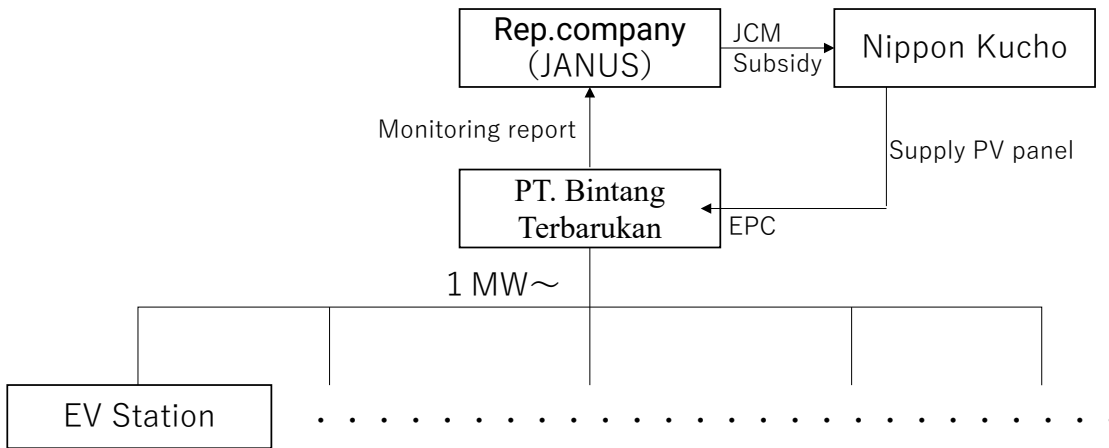 Rep.company
(JANUS)
JCM
Subsidy
Nippon Kucho
Monitoring report
Supply PV panel
PT. Bintang
Terbarukan
EPC
1 MW～
EV Station
・・・・・・・・・・・・・・・・・・・